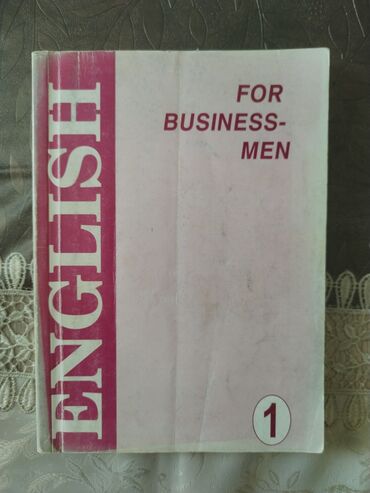 ENGLISH
FOR
BUSINESS-
MEN
1